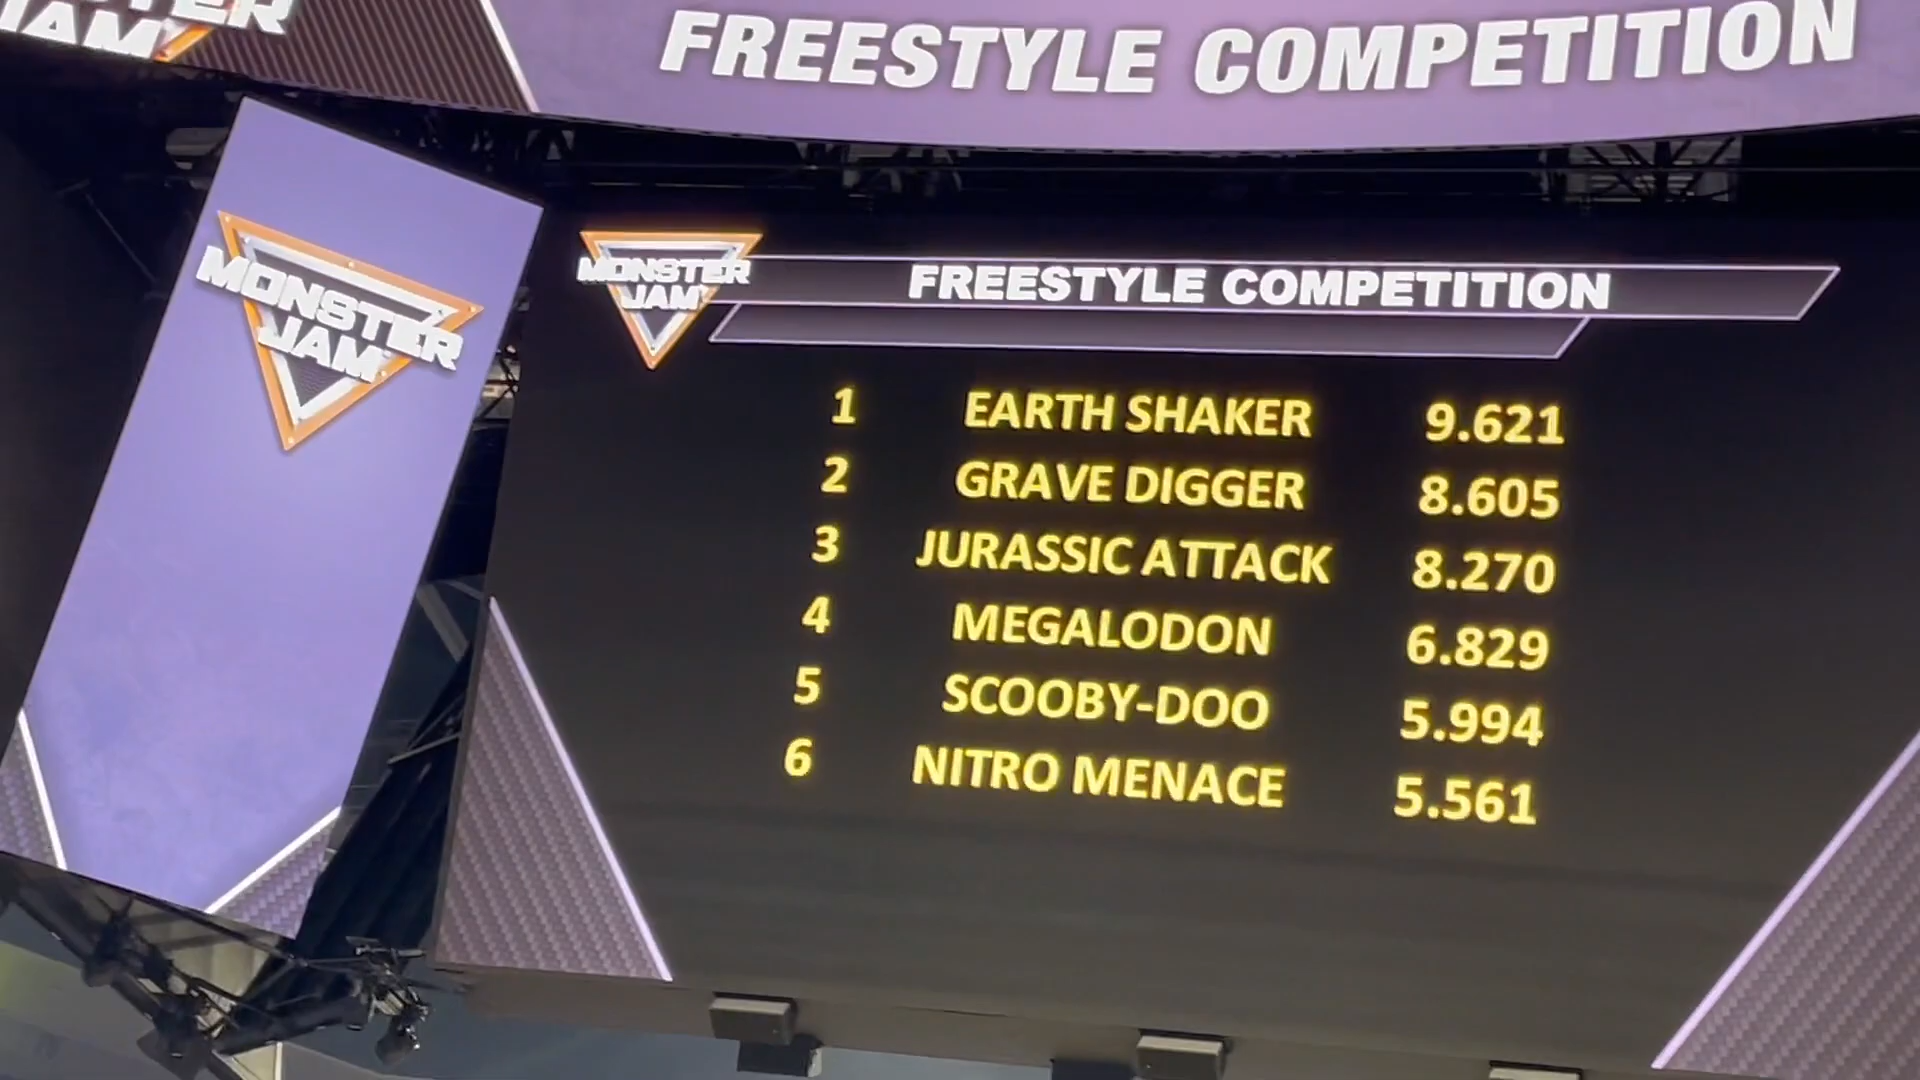 FREESTYLE COMPETITION
MONSTER
JAM
MONSTER
JAM
FREESTYLE COMPETITION
1 EARTH SHAKER 9.621
2 GRAVE DIGGER 8.605
3 JURASSIC ATTACK 8.270
4 MEGALODON 6.829
5 SCOOBY-DOO 5.994
6 NITRO MENACE 5.561